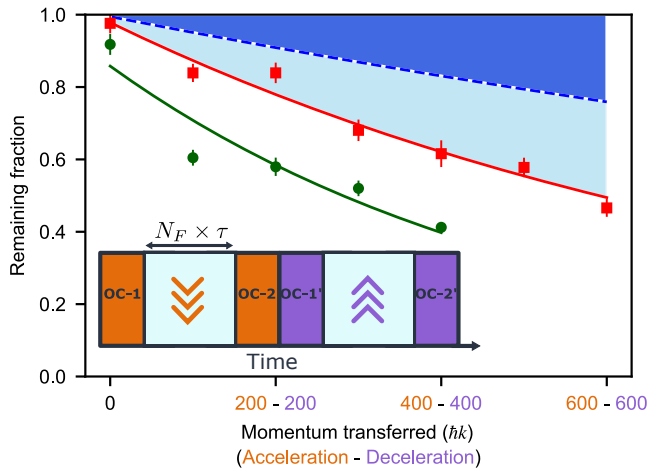 Remaining fraction
1.0
0.8
0.6
0.4
0.2
0.0
N_F × τ
OC-1
OC-2
OC-1'
OC-2'
Time
0
200 - 200
400 - 400
600 - 600
Momentum transferred (ħk)
(Acceleration - Deceleration)